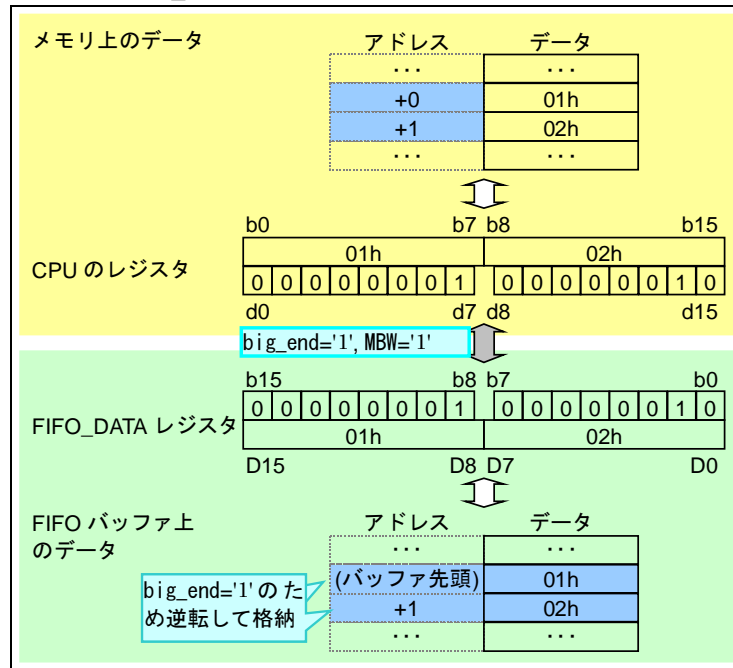 メモリ上のデータ
アドレス データ
... ...
+0 01h
+1 02h
... ...
b0 b7 b8 b15
01h 02h
CPU のレジスタ
0 0 0 0 0 0 0 1 0 0 0 0 0 0 1 0
d0 d7 d8 d15
big_end='1', MBW='1'
b15 b8 b7 b0
0 0 0 0 0 0 0 1 0 0 0 0 0 0 1 0
FIFO_DATA レジスタ
01h 02h
D15 D8 D7 D0
FIFO バッファ上
のデータ
アドレス データ
... ...
(バッファ先頭) 01h
+1 02h
... ...
big_end='1'のた
め逆転して格納